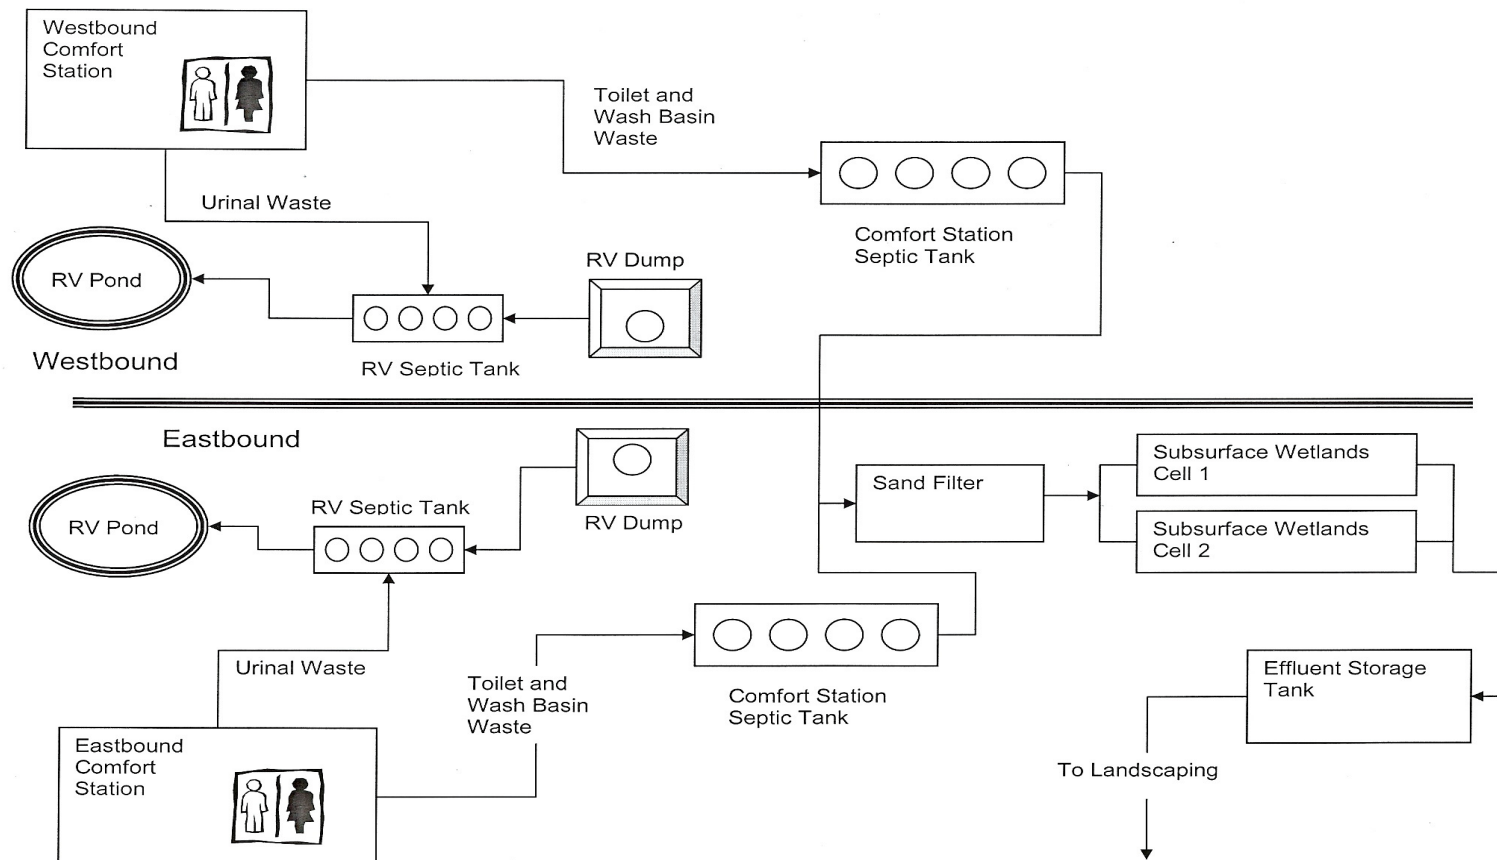 Westbound
Comfort
Station
Toilet and
Wash Basin
Waste
Urinal Waste
Comfort Station
Septic Tank
RV Dump
RV Pond
RV Septic Tank
Westbound
Eastbound
Subsurface Wetlands
Cell 1
Sand Filter
RV Septic Tank
RV Dump
RV Pond
Subsurface Wetlands
Cell 2
Urinal Waste
Toilet and
Wash Basin
Waste
Comfort Station
Septic Tank
Effluent Storage
Tank
Eastbound
Comfort
Station
To Landscaping